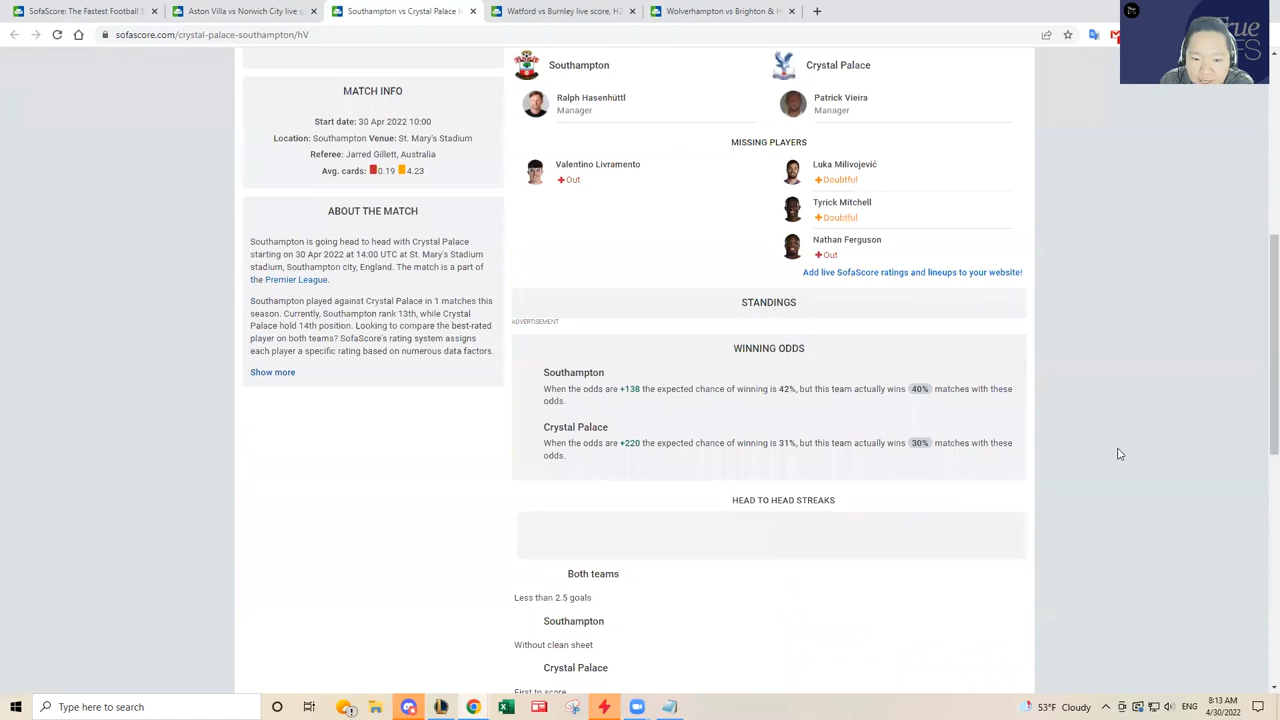 SofaScore: The Fastest Football S
Aston Villa vs Norwich City live s
Southampton vs Crystal Palace li
Watford vs Burnley, H2
Wolverhampton vs Brighton & H
sofascore.com/crystal-palace-southampton/hV
MATCH INFO
Start date: 30 Apr 2022 10:00
Location: Southampton Venue: St. Mary's Stadium
Referee: Jarred Gillett, Australia
Avg. cards: 0.19 4.23
ABOUT THE MATCH
Southampton is going head to head with Crystal Palace
starting on 30 Apr 2022 at 14:00 UTC at St. Mary's Stadium
stadium, Southampton city, England. The match is a part of
the Premier League.
Southampton played against Crystal Palace in 1 matches this
season. Currently, Southampton rank 13th, while Crystal
Palace hold 14th position. Looking to compare the best-rated
player on both teams? SofaScore's rating system assigns
each player a specific rating based on numerous data factors.
Show more
Southampton
Crystal Palace
Ralph Hasenhüttl
Manager
Patrick Vieira
Manager
MISSING PLAYERS
Valentino Livramento
Out
Luka Milivojević
Doubtful
Tyrick Mitchell
Doubtful
Nathan Ferguson
Out
Add live SofaScore ratings and lineups to your website!
STANDINGS
ADVERTISEMENT
WINNING ODDS
Southampton
When the odds are +138 the expected chance of winning is 42%, but this team actually wins 40% matches with these
odds.
Crystal Palace
When the odds are +220 the expected chance of winning is 31%, but this team actually wins 30% matches with these
odds.
HEAD TO HEAD STREAKS
Both teams
Less than 2.5 goals
Southampton
Without clean sheet
Crystal Palace
First to score
Type here to search
53°F Cloudy
8:13 AM
4/30/2022